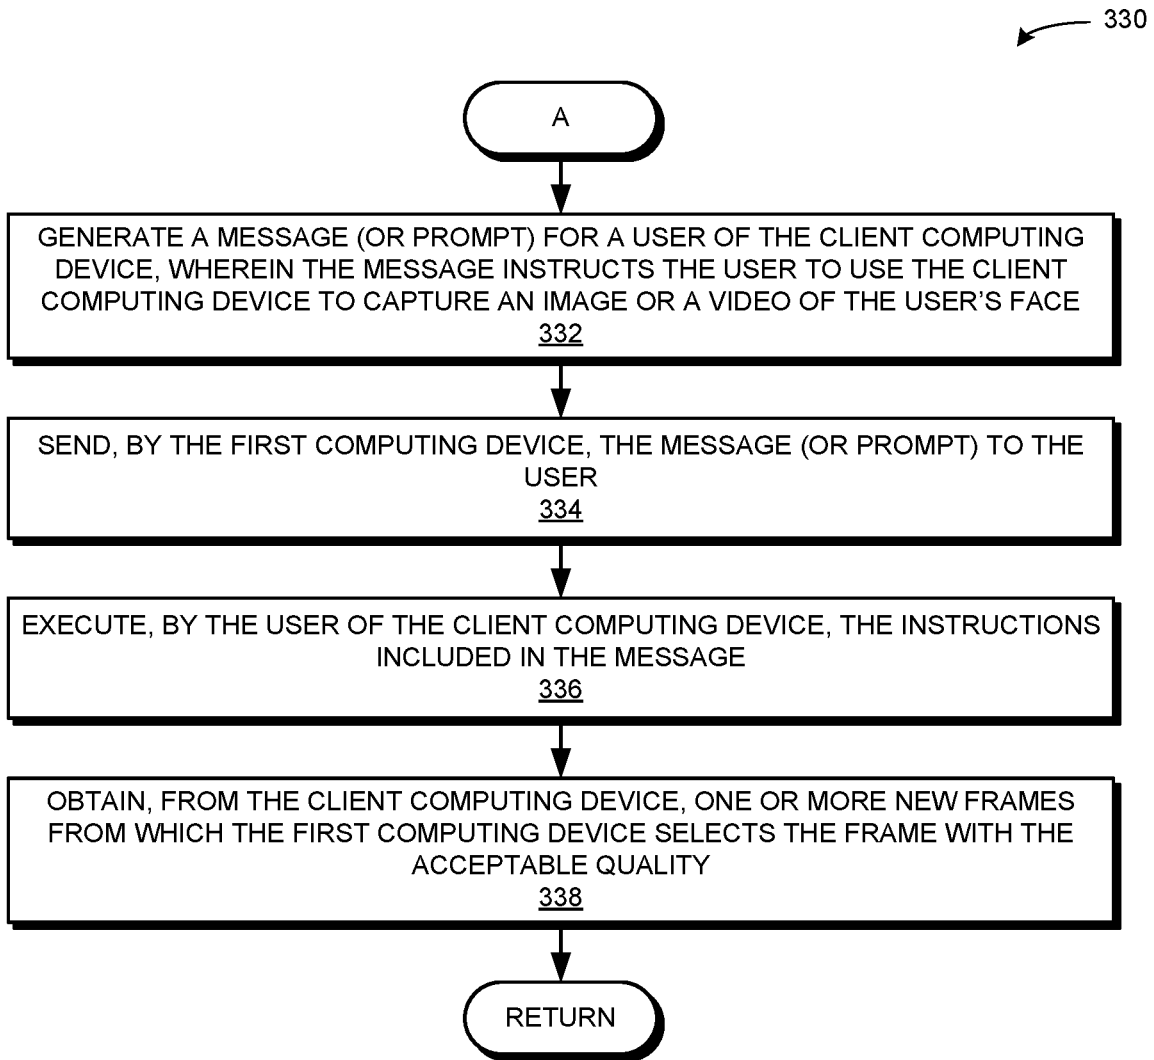 330
A
GENERATE A MESSAGE (OR PROMPT) FOR A USER OF THE CLIENT COMPUTING
DEVICE, WHEREIN THE MESSAGE INSTRUCTS THE USER TO USE THE CLIENT
COMPUTING DEVICE TO CAPTURE AN IMAGE OR A VIDEO OF THE USER'S FACE
332
SEND, BY THE FIRST COMPUTING DEVICE, THE MESSAGE (OR PROMPT) TO THE
USER
334
EXECUTE, BY THE USER OF THE CLIENT COMPUTING DEVICE, THE INSTRUCTIONS
INCLUDED IN THE MESSAGE
336
OBTAIN, FROM THE CLIENT COMPUTING DEVICE, ONE OR MORE NEW FRAMES
FROM WHICH THE FIRST COMPUTING DEVICE SELECTS THE FRAME WITH THE
ACCEPTABLE QUALITY
338
RETURN